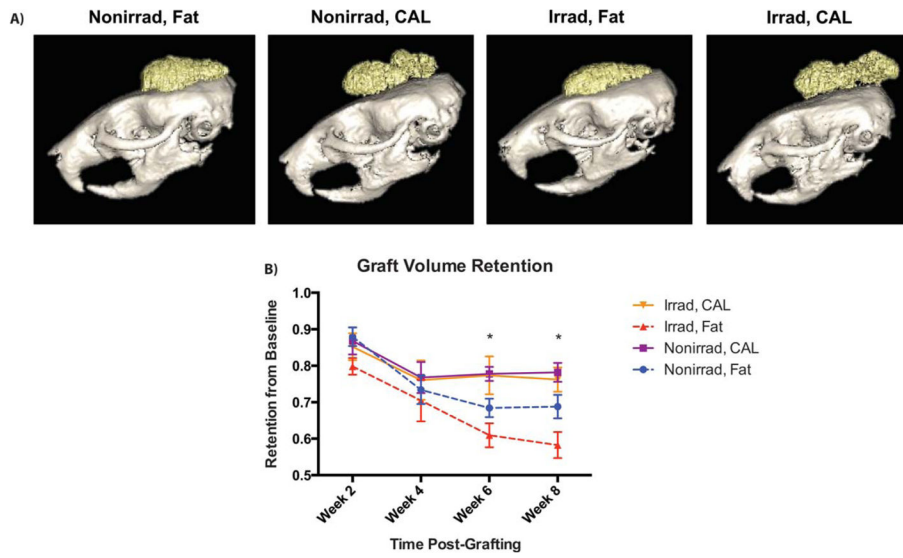 A)
Nonirrad, Fat
Nonirrad, CAL
Irrad, Fat
Irrad, CAL
B)
Graft Volume Retention
Retention from Baseline
1.0
0.9
0.8
0.7
0.6
0.5
*
*
Week 2
Week 4
Week 6
Week 8
Time Post-Grafting
Irrad, CAL
Irrad, Fat
Nonirrad, CAL
Nonirrad, Fat